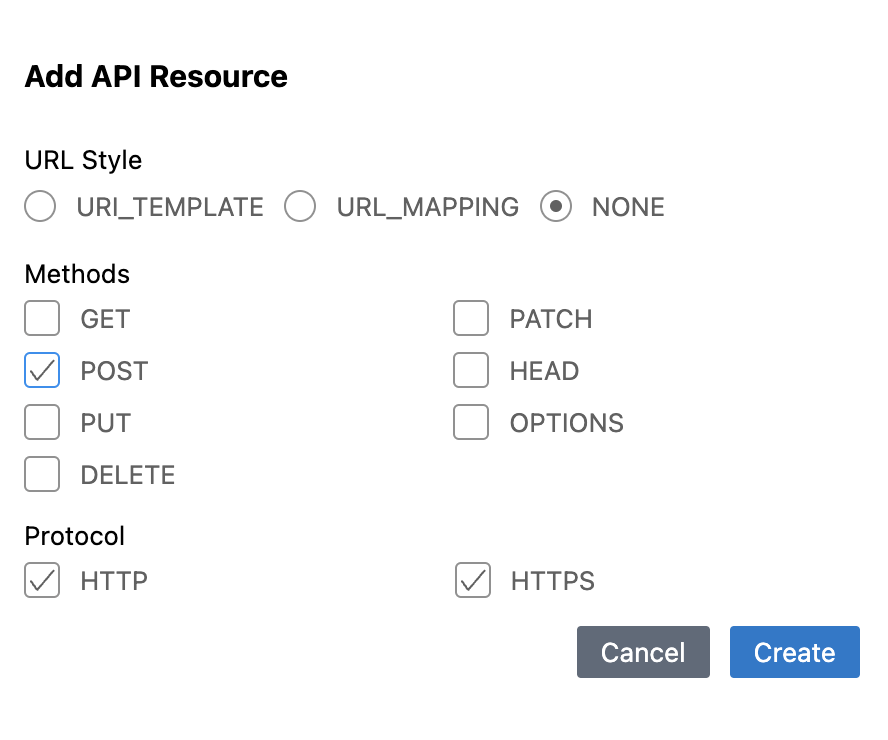 Add API Resource
URL Style
URI_TEMPLATE URL_MAPPING NONE
Methods
GET PATCH
POST HEAD
PUT OPTIONS
DELETE
Protocol
HTTP HTTPS
Cancel Create